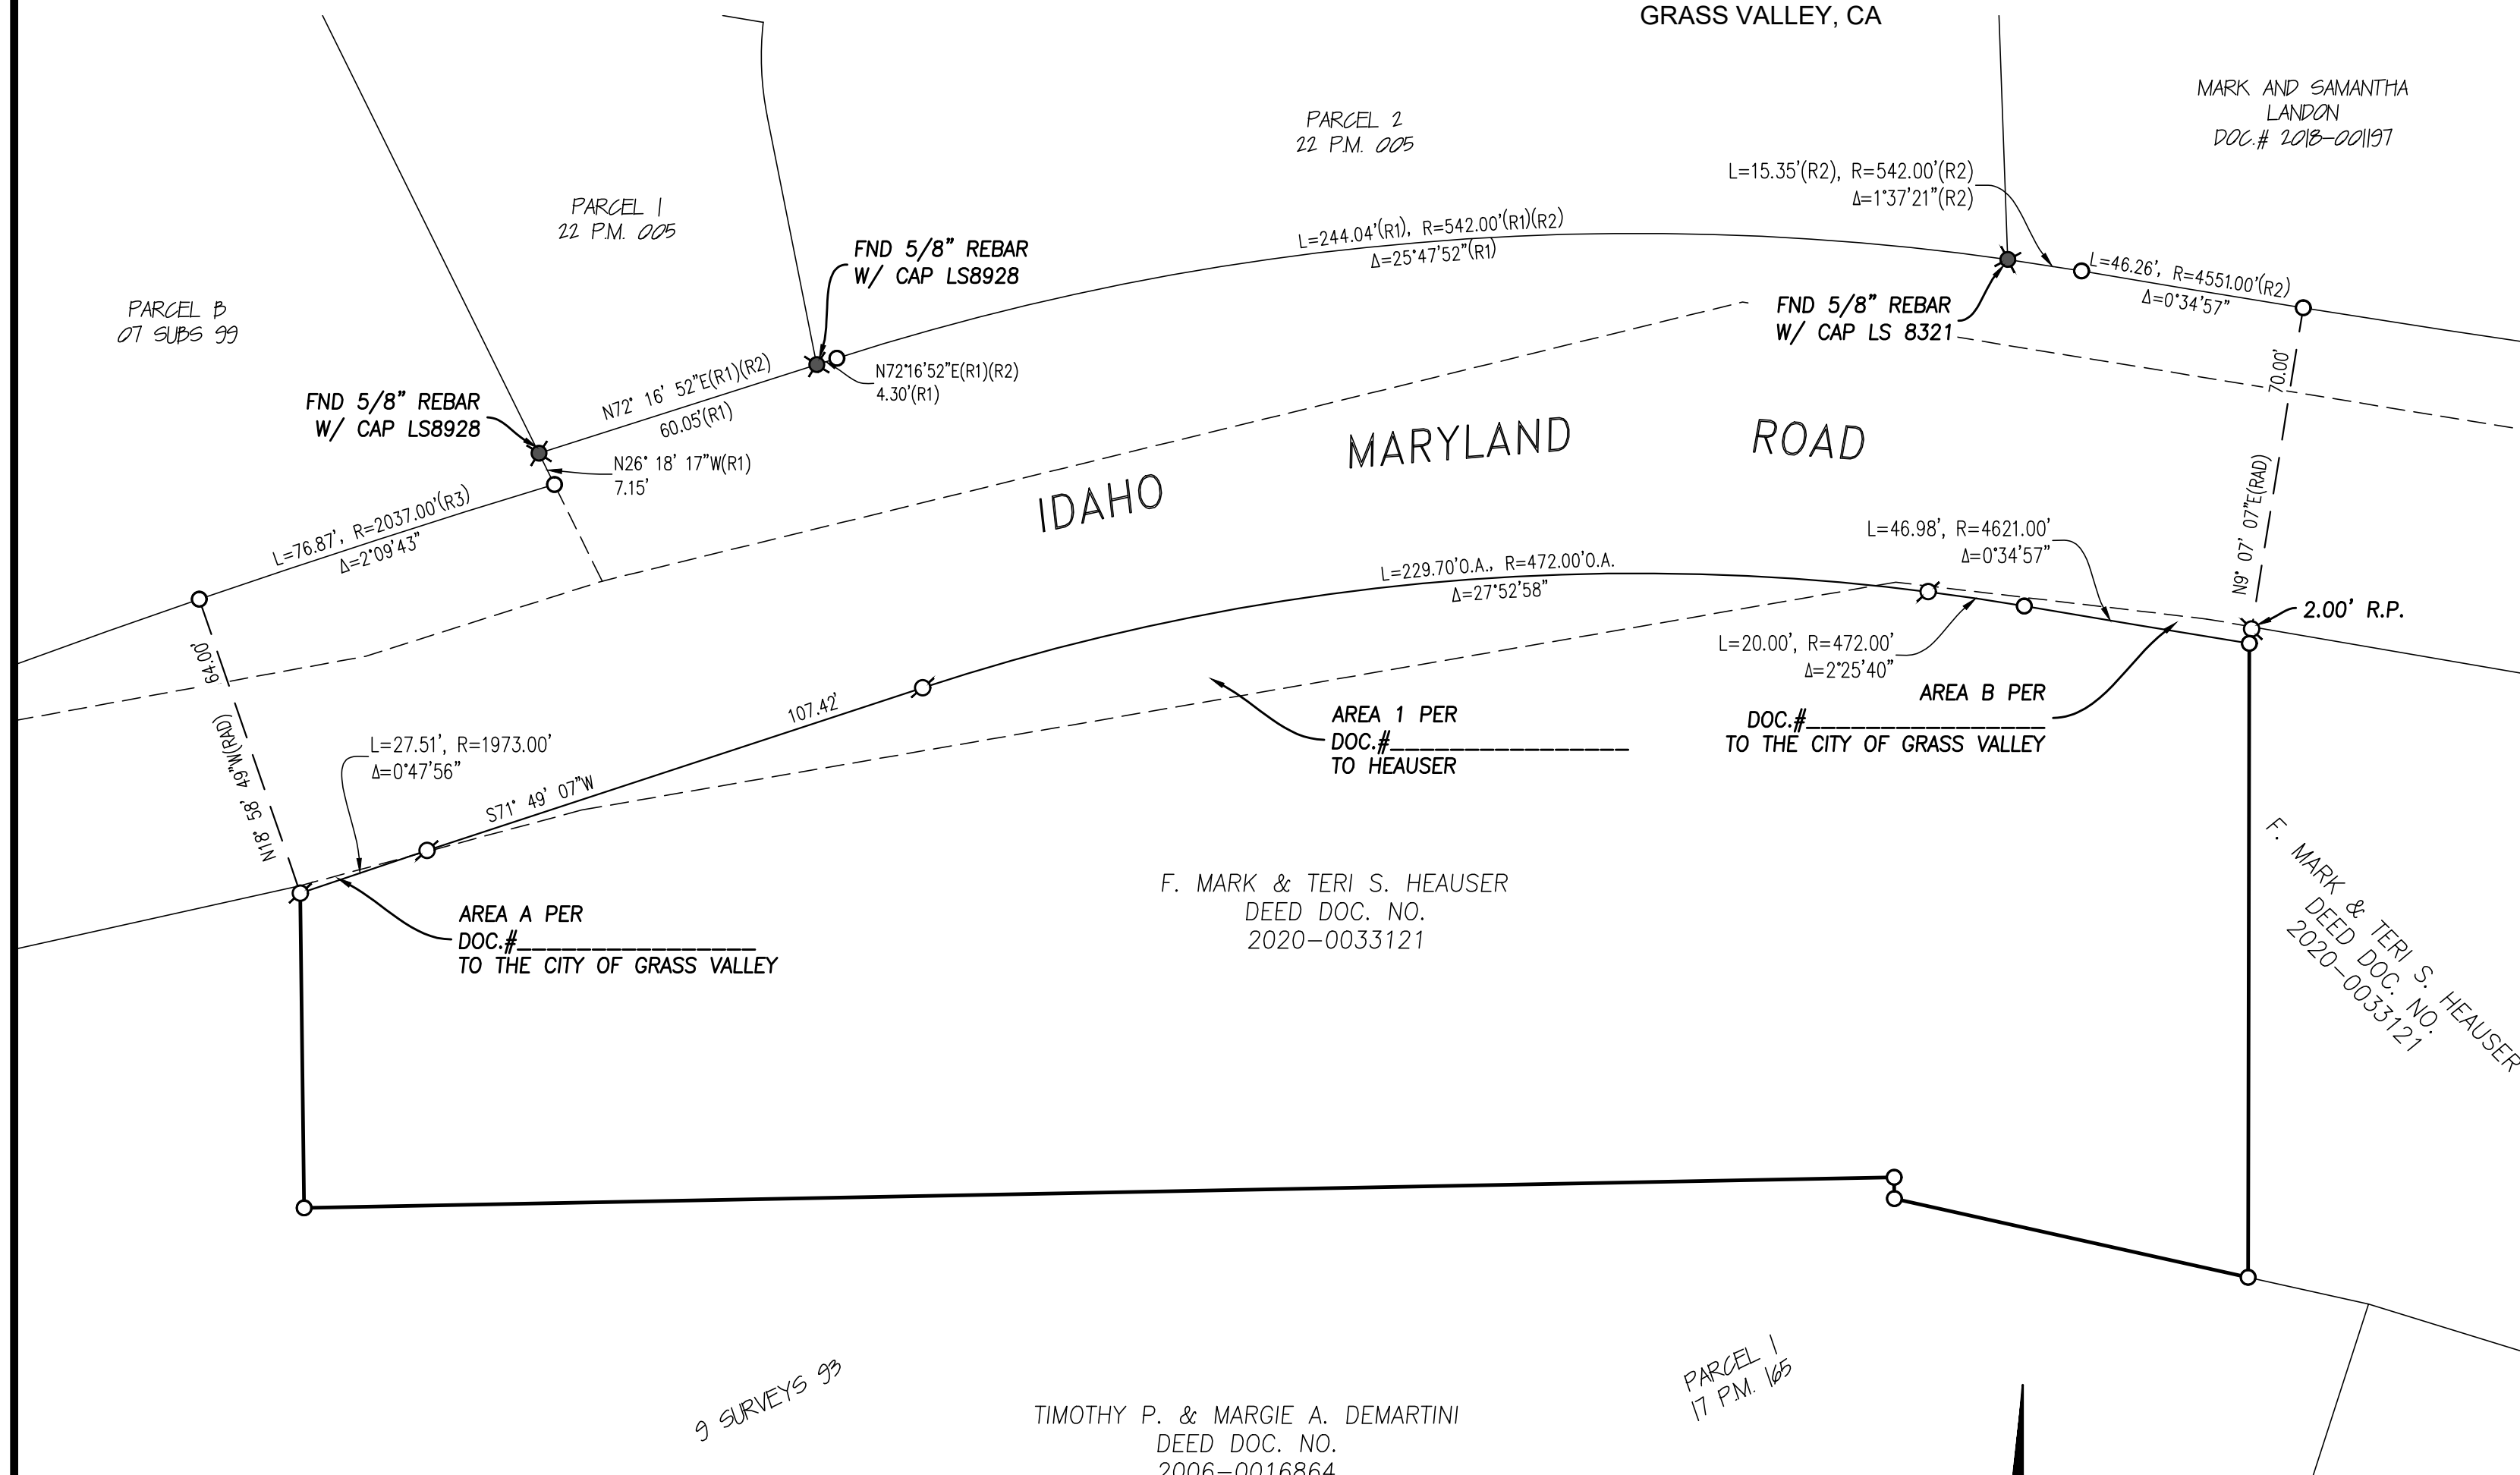 GRASS VALLEY, CA
MARK AND SAMANTHA
LANDON
DOC.# 2018-001197
PARCEL 2
22 P.M. 005
L=15.35'(R2), R=542.00'(R2)
Δ=1°37'21"(R2)
PARCEL 1
22 P.M. 005
L=244.04'(R1), R=542.00'(R1)(R2)
Δ=25°47'52"(R1)
FND 5/8" REBAR
W/ CAP LS8928
L=46.26', R=4551.00'(R2)
Δ=0°34'57"
PARCEL B
07 SUBS 99
FND 5/8" REBAR
W/ CAP LS 8321
N72° 16' 52"E(R1)(R2)
60.05'(R1)
N72°16'52"E(R1)(R2)
4.30'(R1)
70.00'
N9° 07' 07"E(RAD)
FND 5/8" REBAR
W/ CAP LS8928
N26° 18' 17"W(R1)
7.15'
IDAHO MARYLAND ROAD
L=76.87', R=2037.00'(R3)
Δ=2°09'43"
L=46.98', R=4621.00'
Δ=0°34'57"
L=229.70'O.A., R=472.00'O.A.
Δ=27°52'58"
2.00' R.P.
64.00'
N18° 58' 49"W(RAD)
L=20.00', R=472.00'
Δ=2°25'40"
107.42'
S71° 49' 07"W
AREA 1 PER
DOC.#________________
TO HEAUSER
AREA B PER
DOC.#________________
TO THE CITY OF GRASS VALLEY
L=27.51', R=1973.00'
Δ=0°47'56"
F. MARK & TERI S. HEAUSER
DEED DOC. NO.
2020-0033121
F. MARK & TERI S. HEAUSER
DEED DOC. NO.
2020-0033121
AREA A PER
DOC.#________________
TO THE CITY OF GRASS VALLEY
9 SURVEYS 93
PARCEL 1
17 P.M. 165
TIMOTHY P. & MARGIE A. DEMARTINI
DEED DOC. NO.
2006-0016864